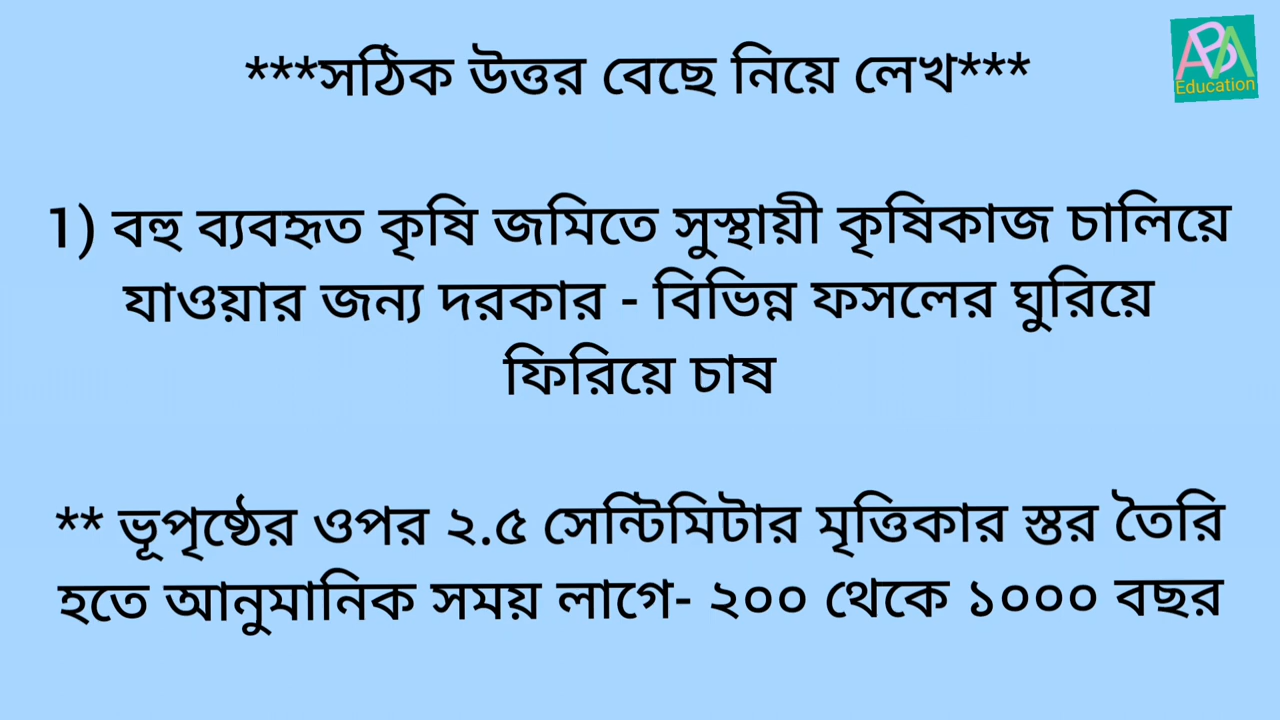 ***সঠিক উত্তর বেছে নিয়ে লেখ***
APA
Education
1) বহু ব্যবহৃত কৃষি জমিতে সুস্থায়ী কৃষিকাজ চালিয়ে
যাওয়ার জন্য দরকার - বিভিন্ন ফসলের ঘুরিয়ে
ফিরিয়ে চাষ
** ভূপৃষ্ঠের ওপর ২.৫ সেন্টিমিটার মৃত্তিকার স্তর তৈরি
হতে আনুমানিক সময় লাগে- ২০০ থেকে ১০০০ বছর